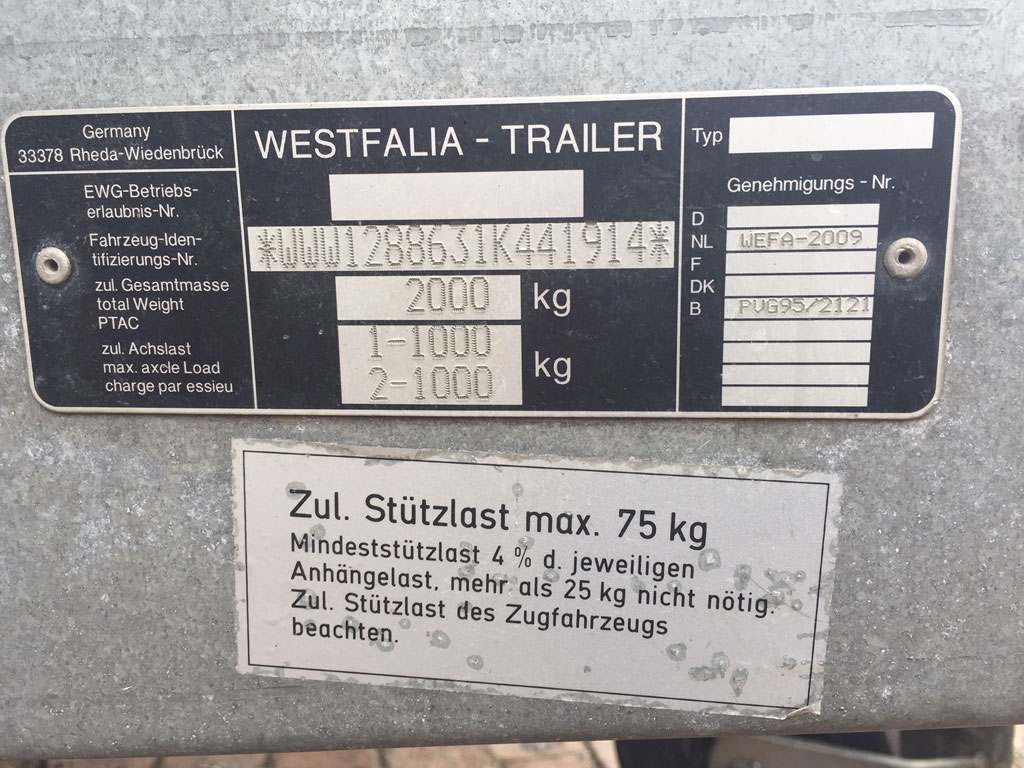 Germany
33378 Rheda-Wiedenbrück
EWG-Betriebs-
erlaubnis-Nr.
Fahrzeug-Iden-
tifizierungs-Nr.
zul. Gesamtmasse
total Weight
PTAC
zul. Achslast
max. axcle Load
charge par essieu
WESTFALIA - TRAILER
*WWW1288631K441914*
2000 kg
1-1000
2-1000
kg
Typ
Genehmigungs - Nr.
D
NL WEFA-2009
F
DK
B PVG95/2121
Zul. Stützlast max. 75 kg
Mindeststützlast 4 % d. jeweiligen
Anhängelast, mehr als 25 kg nicht nötig.
Zul. Stützlast des Zugfahrzeugs
beachten.